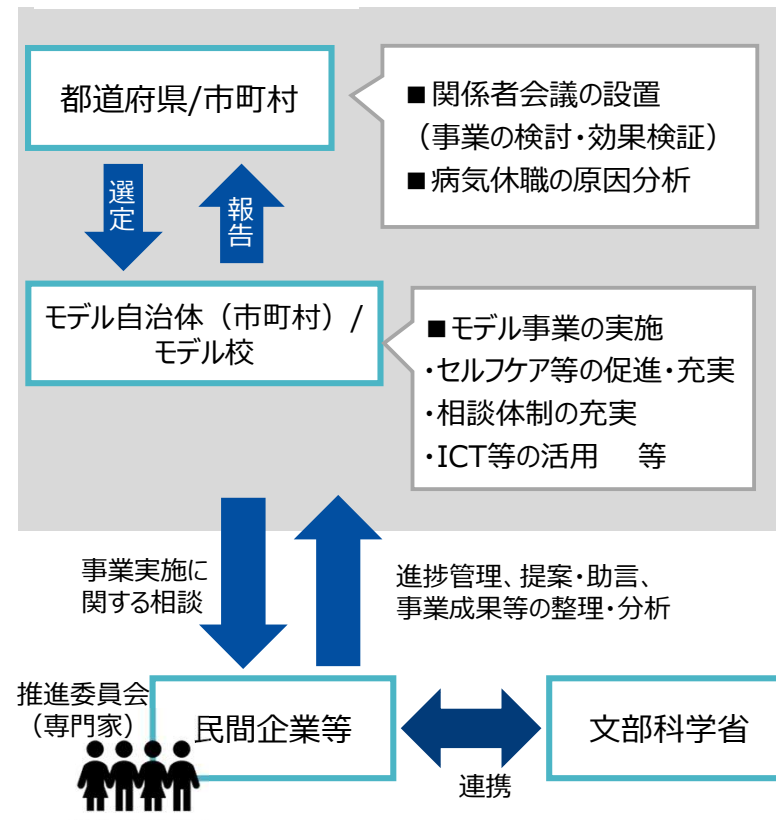 都道府県/市町村
■関係者会議の設置
（事業の検討・効果検証）
■病気休職の原因分析
選定
報告
モデル自治体（市町村）/
モデル校
■モデル事業の実施
・セルフケア等の促進・充実
・相談体制の充実
・ICT等の活用　等
事業実施に
関する相談
進捗管理、提案・助言、
事業成果等の整理・分析
推進委員会
（専門家）
民間企業等
連携
文部科学省